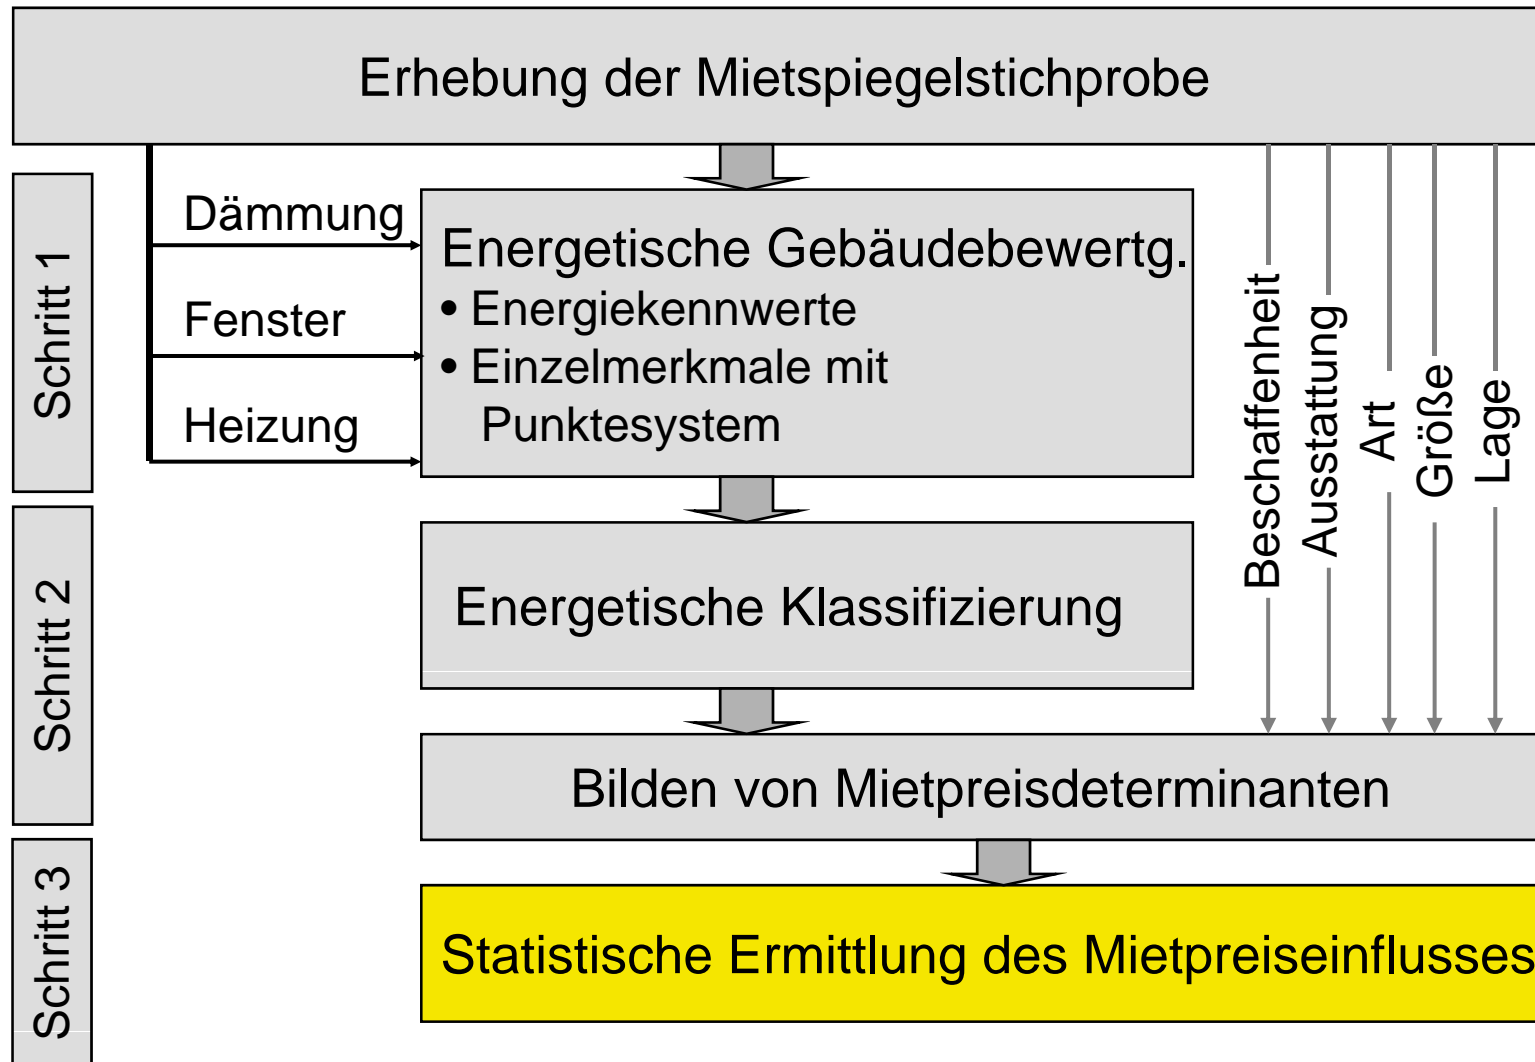 Erhebung der Mietspiegelstichprobe
Schritt 1
Dämmung
Fenster
Heizung
Energetische Gebäudebewertg.
• Energiekennwerte
• Einzelmerkmale mit
Punktesystem
Beschaffenheit
Ausstattung
Art
Größe
Lage
Schritt 2
Energetische Klassifizierung
Bilden von Mietpreisdeterminanten
Schritt 3
Statistische Ermittlung des Mietpreiseinflusses